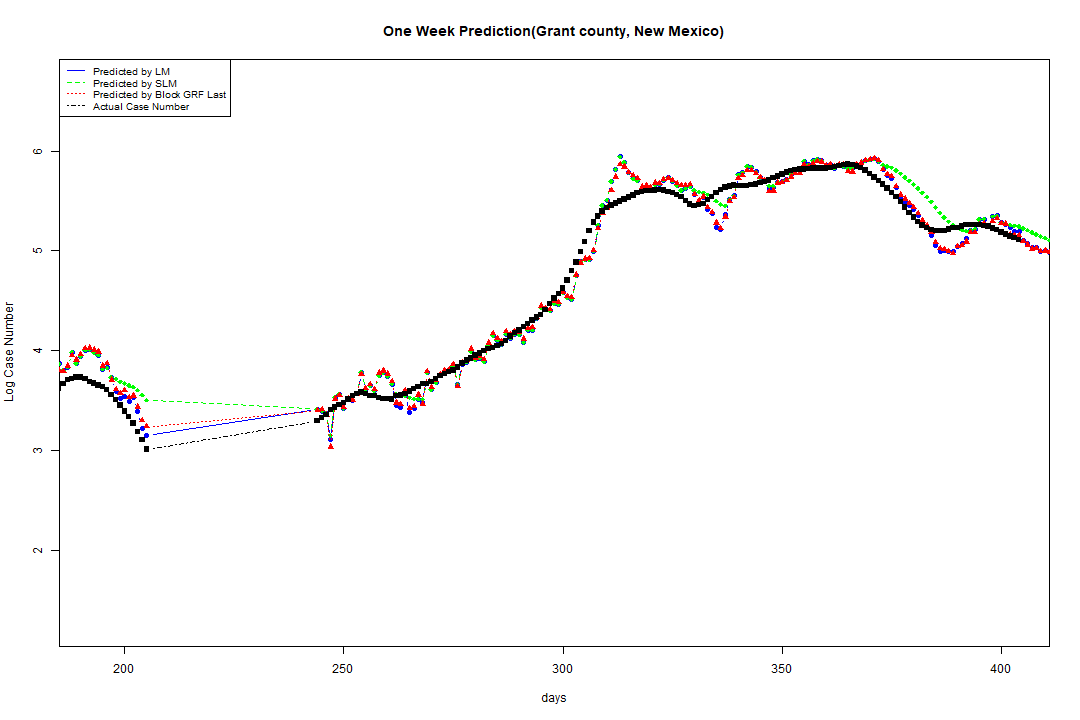 One Week Prediction(Grant county, New Mexico)
Predicted by LM
Predicted by SLM
Predicted by Block GRF Last
Actual Case Number
6
5
4
3
2
Log Case Number
200 250 300 350 400
days